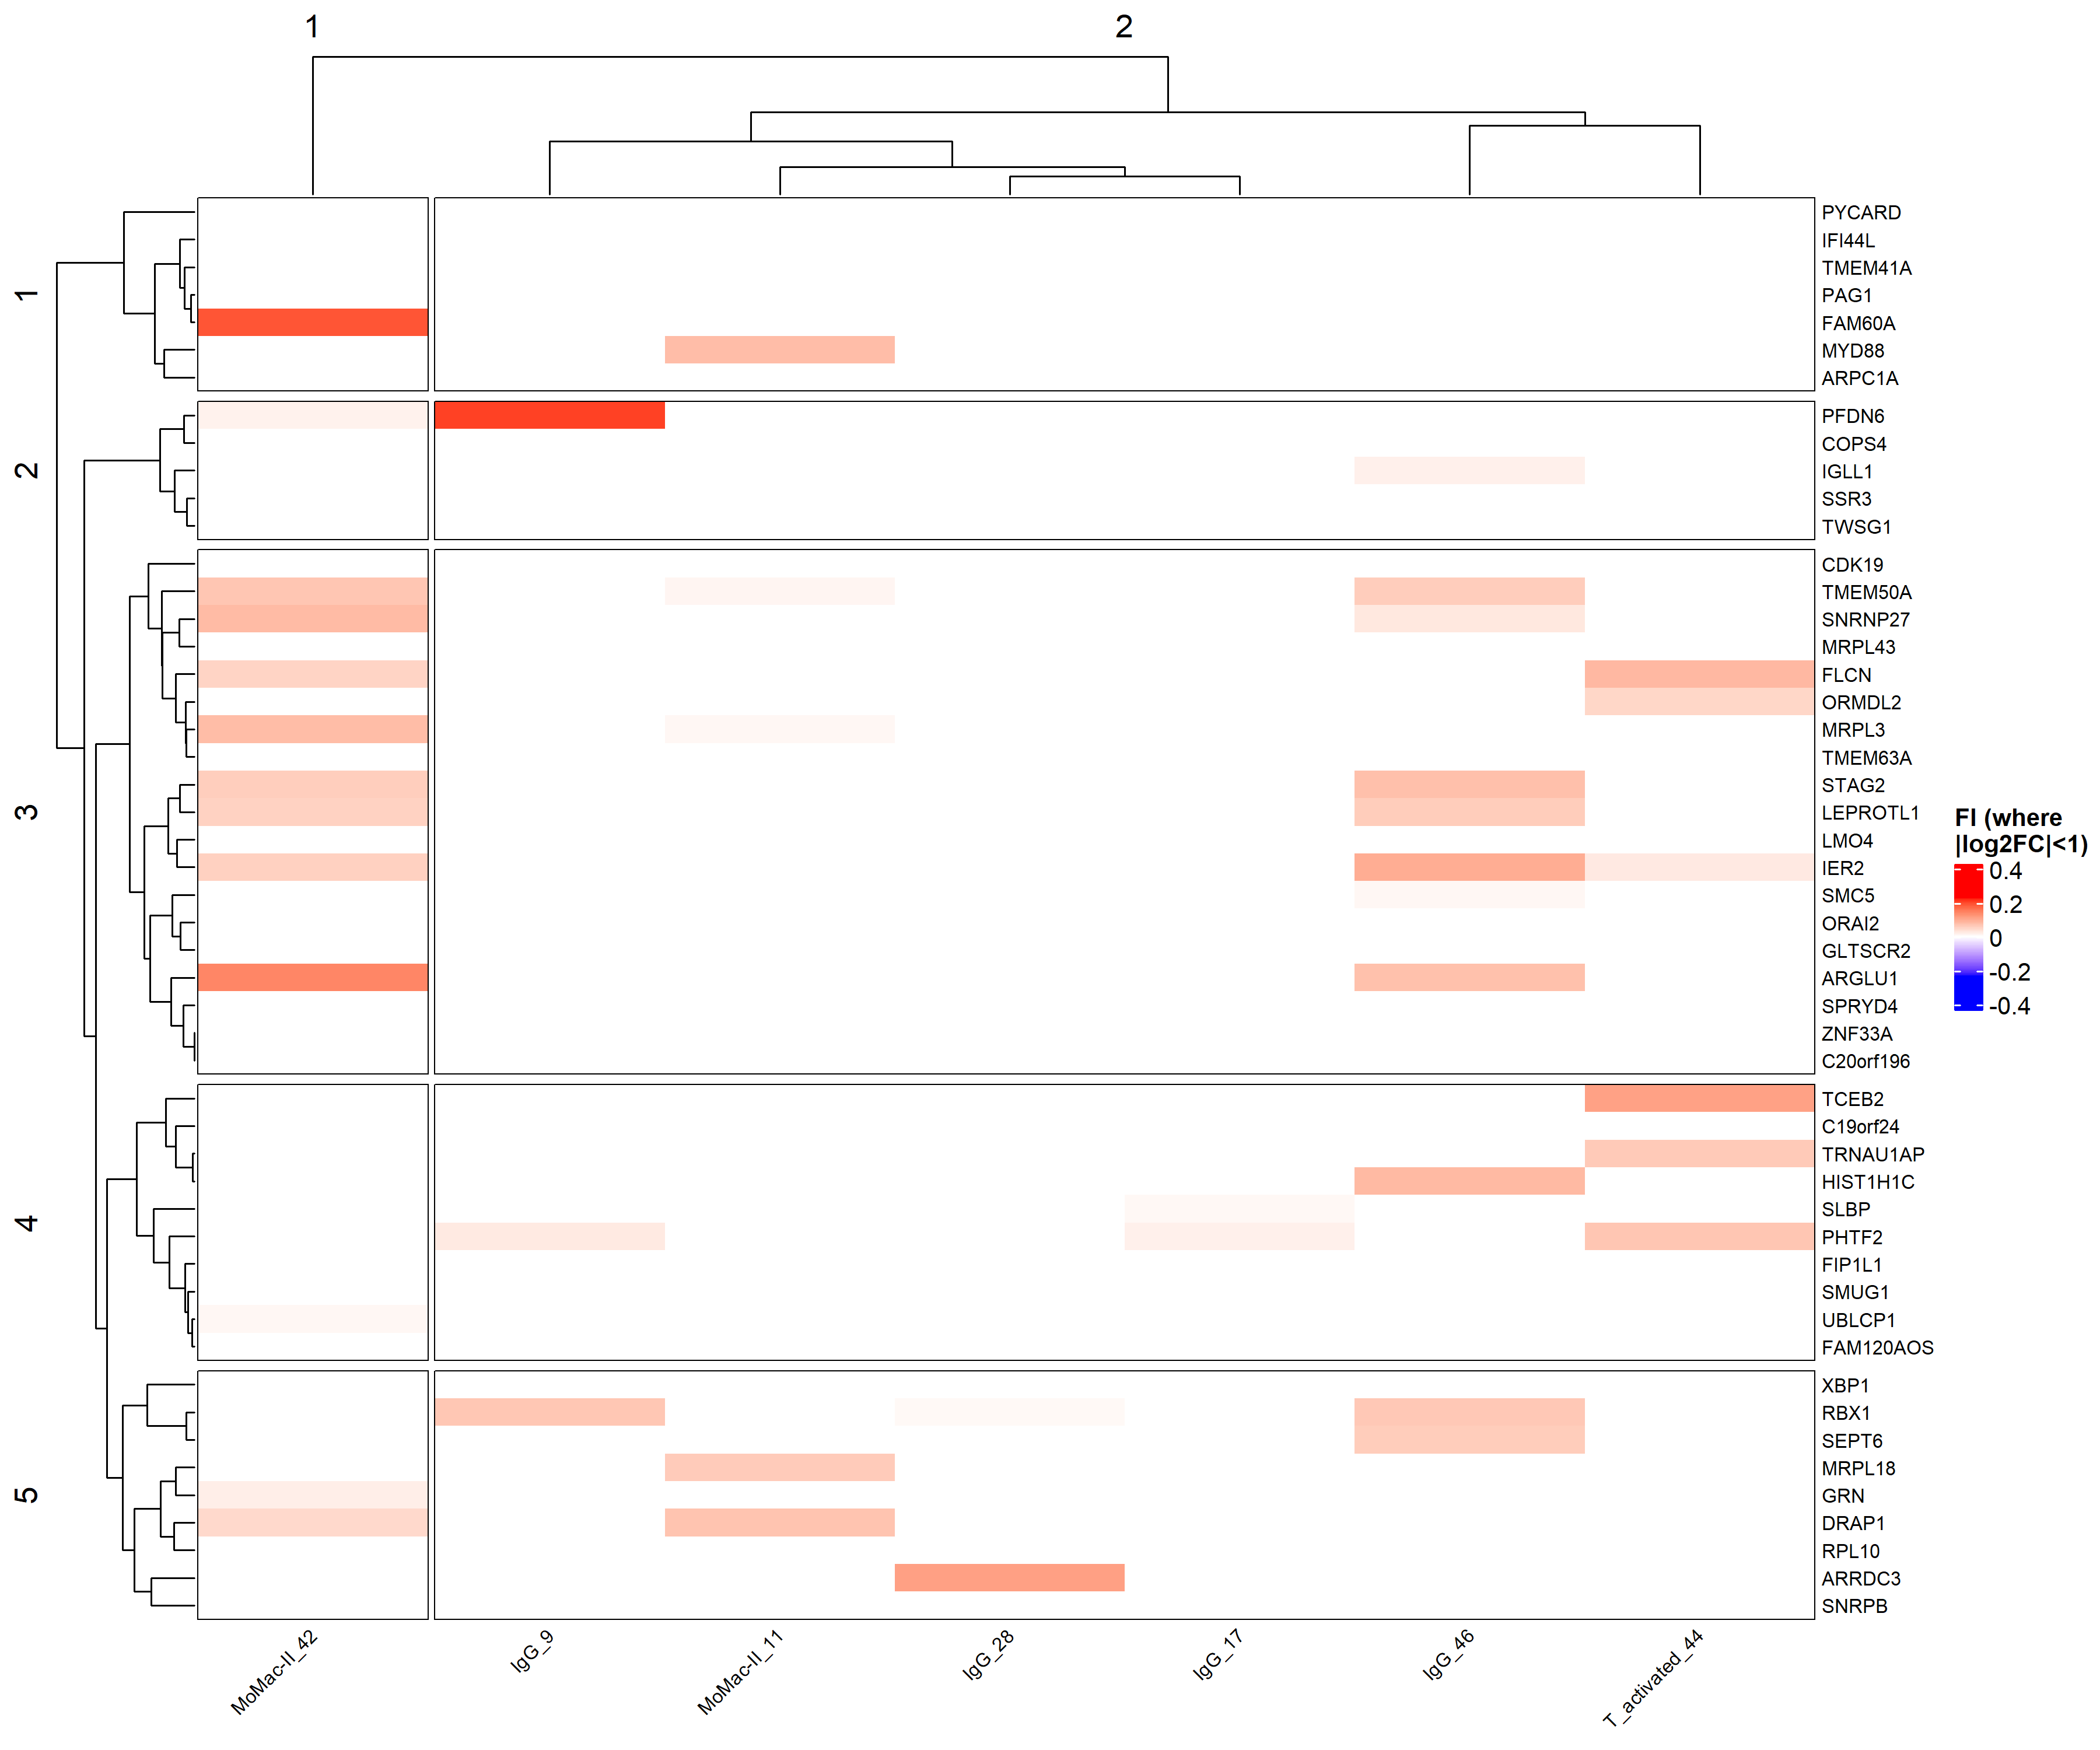 1
2
1
PYCARD
IFI44L
TMEM41A
PAG1
FAM60A
MYD88
ARPC1A
2
PFDN6
COPS4
IGLL1
SSR3
TWSG1
3
CDK19
TMEM50A
SNRNP27
MRPL43
FLCN
ORMDL2
MRPL3
TMEM63A
STAG2
LEPROTL1
LMO4
IER2
SMC5
ORAI2
GLTSCR2
ARGLU1
SPRYD4
ZNF33A
C20orf196
4
TCEB2
C19orf24
TRNAU1AP
HIST1H1C
SLBP
PHTF2
FIP1L1
SMUG1
UBLCP1
FAM120AOS
5
XBP1
RBX1
SEPT6
MRPL18
GRN
DRAP1
RPL10
ARRDC3
SNRPB
MoMac-II_42
IgG_9
MoMac-II_11
IgG_28
IgG_17
IgG_46
T_activated_44
FI (where
|log2FC|<1)
0.4
0.2
0
-0.2
-0.4